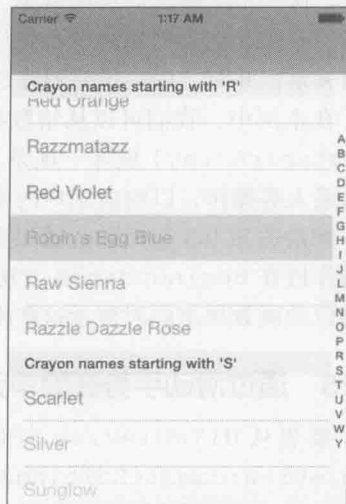 Carrier 1:17 AM
Crayon names starting with 'R'
Red Orange
Razzmatazz
Red Violet
Robin's Egg Blue
Raw Sienna
Razzle Dazzle Rose
Crayon names starting with 'S'
Scarlet
Silver
Sunglow
A
B
C
D
E
F
G
H
I
J
L
M
N
O
P
R
S
T
U
V
W
Y